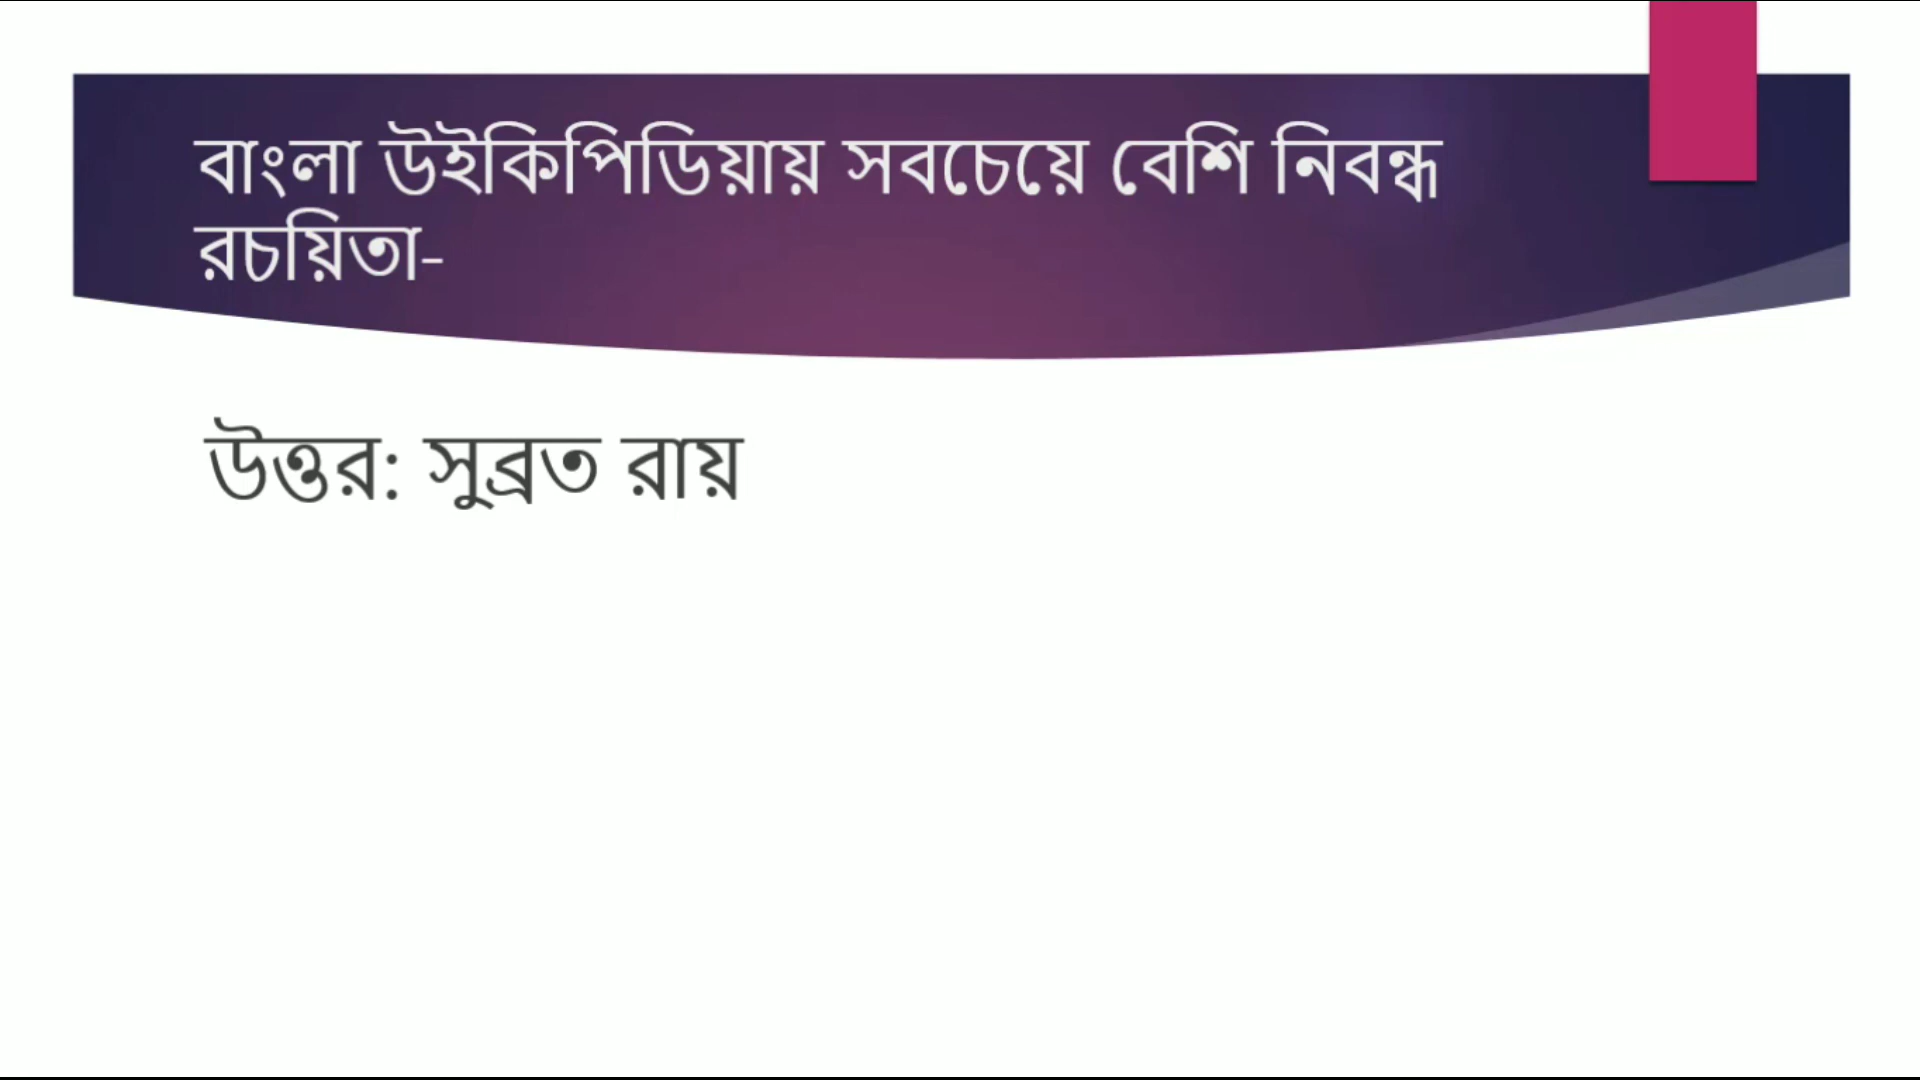 বাংলা উইকিপিডিয়ায় সবচেয়ে বেশি নিবন্ধ
রচয়িতা-
উত্তর: সুব্রত রায়